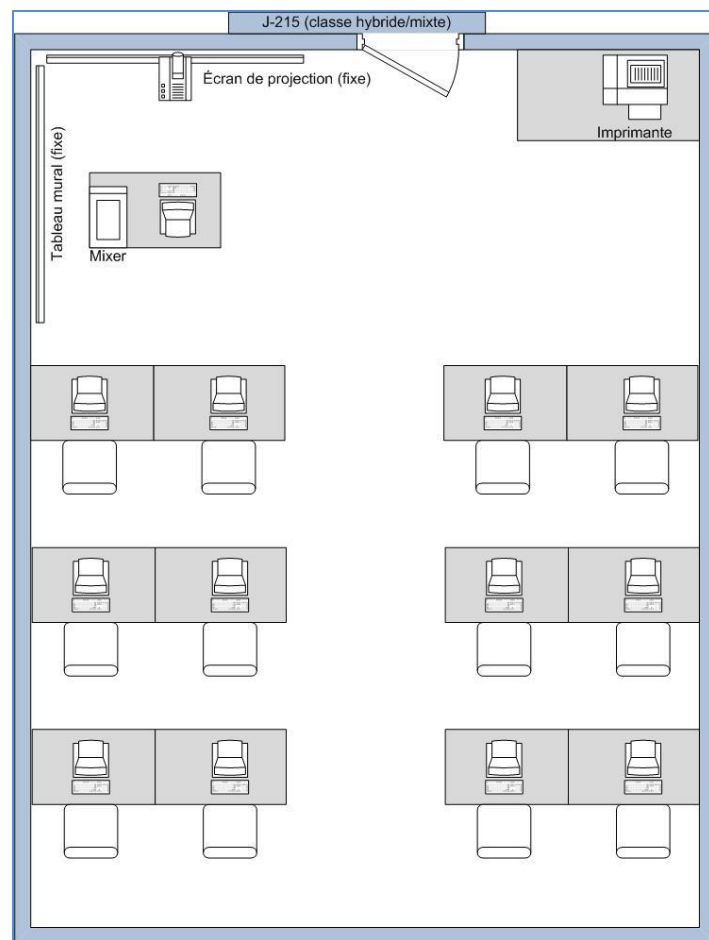 J-215 (classe hybride/mixte)
Écran de projection (fixe)
Imprimante
Tableau mural (fixe)
Mixer